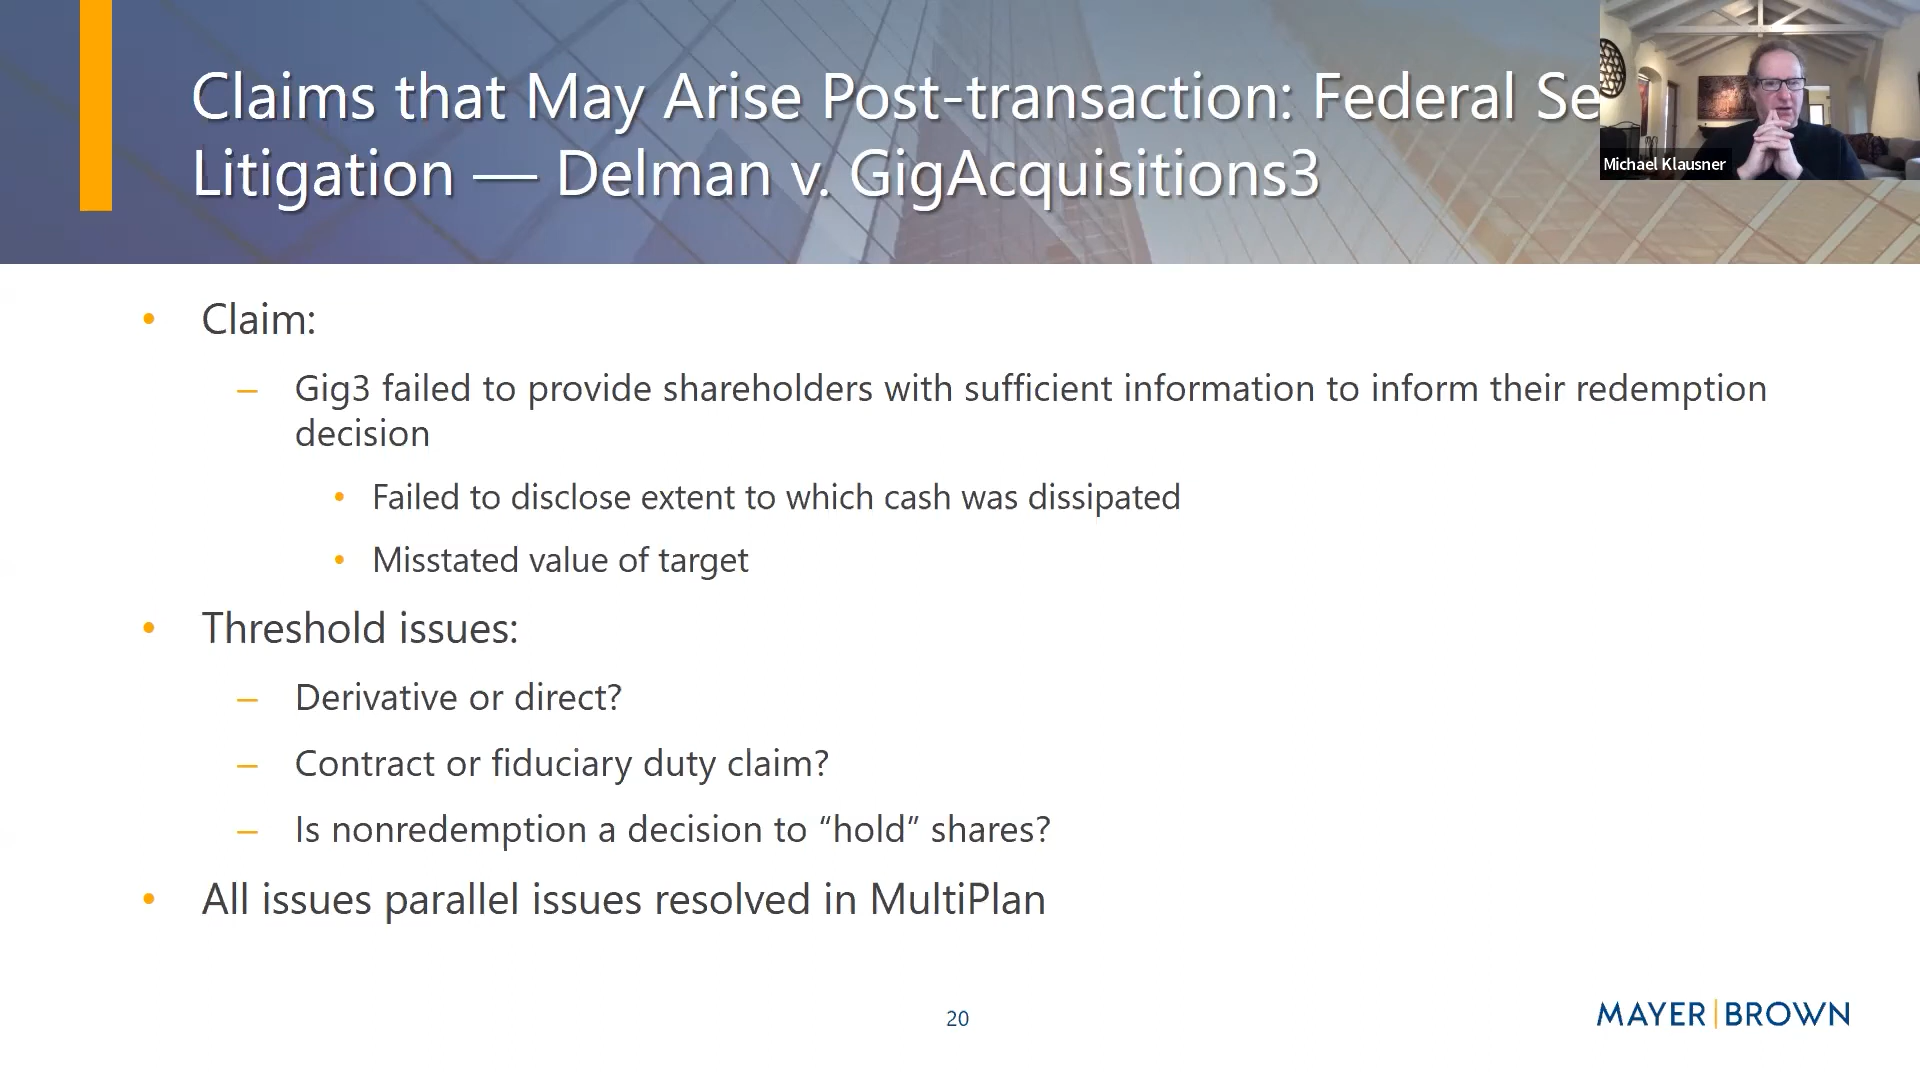 Claims that May Arise Post-transaction: Federal Se
Litigation — Delman v. GigAcquisitions3
Michael Klausner
• Claim:
– Gig3 failed to provide shareholders with sufficient information to inform their redemption
decision
• Failed to disclose extent to which cash was dissipated
• Misstated value of target
• Threshold issues:
– Derivative or direct?
– Contract or fiduciary duty claim?
– Is nonredemption a decision to “hold” shares?
• All issues parallel issues resolved in MultiPlan
20
MAYER | BROWN